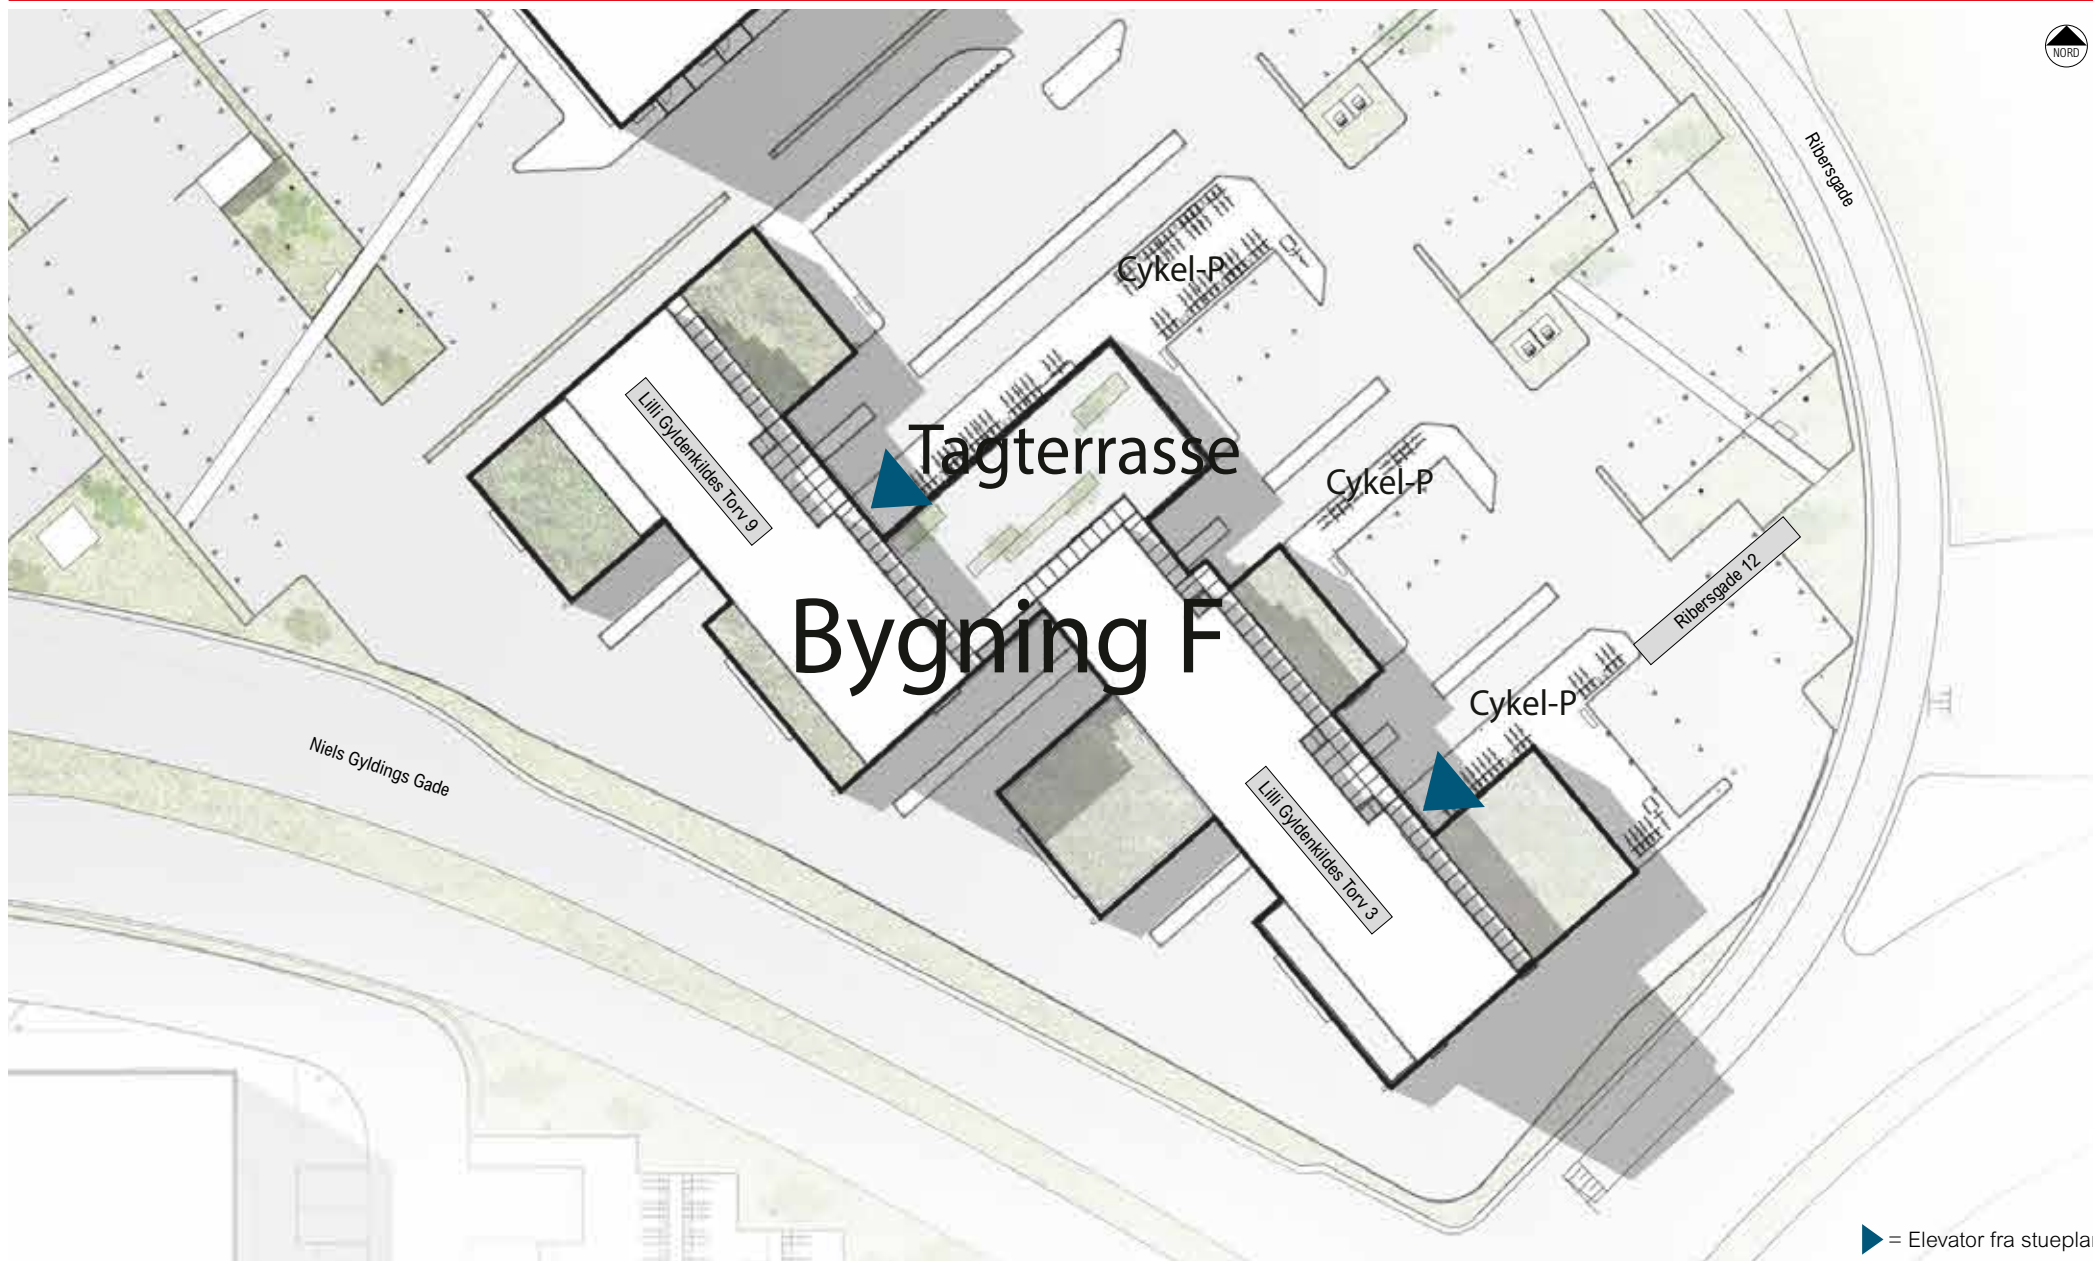 NORD
Ribersgade
Cykel-P
Tagterrasse
Lilli Gyldenkildes Torv 9
Cykel-P
Ribersgade 12
Bygning F
Cykel-P
Niels Gyldings Gade
Lilli Gyldenkildes Torv 3
= Elevator fra stueplan